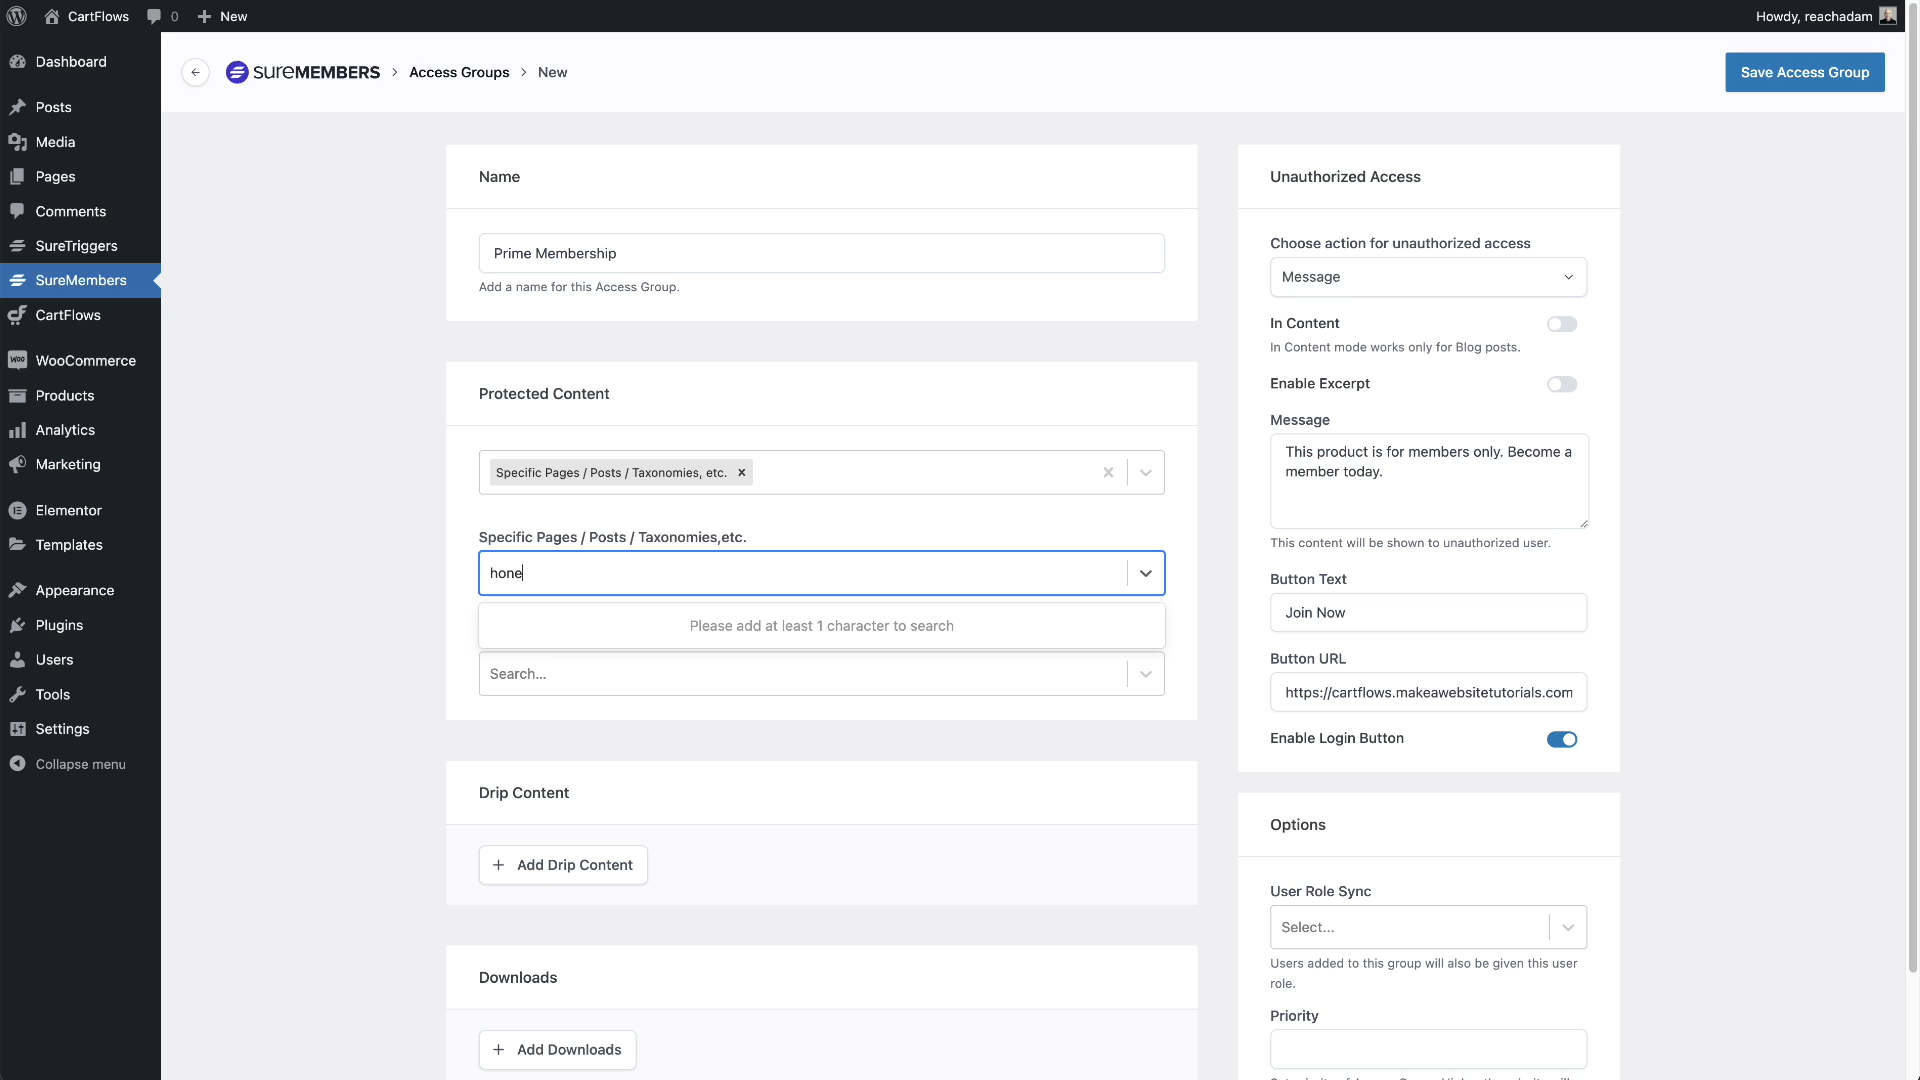 CartFlows 0 New Howdy, reachadam
Dashboard
Posts
Media
Pages
Comments
SureTriggers
SureMembers
CartFlows
WooCommerce
Products
Analytics
Marketing
Elementor
Templates
Appearance
Plugins
Users
Tools
Settings
Collapse menu
SUREMEMBERS > Access Groups > New
Save Access Group
Name
Prime Membership
Add a name for this Access Group.
Protected Content
Specific Pages / Posts / Taxonomies, etc.
Specific Pages / Posts / Taxonomies,etc.
hone
Please add at least 1 character to search
Search...
Drip Content
+ Add Drip Content
Downloads
+ Add Downloads
Unauthorized Access
Choose action for unauthorized access
Message
In Content
In Content mode works only for Blog posts.
Enable Excerpt
Message
This product is for members only. Become a
member today.
This content will be shown to unauthorized user.
Button Text
Join Now
Button URL
https://cartflows.makeawebsitetutorials.com
Enable Login Button
Options
User Role Sync
Select...
Users added to this group will also be given this user
role.
Priority